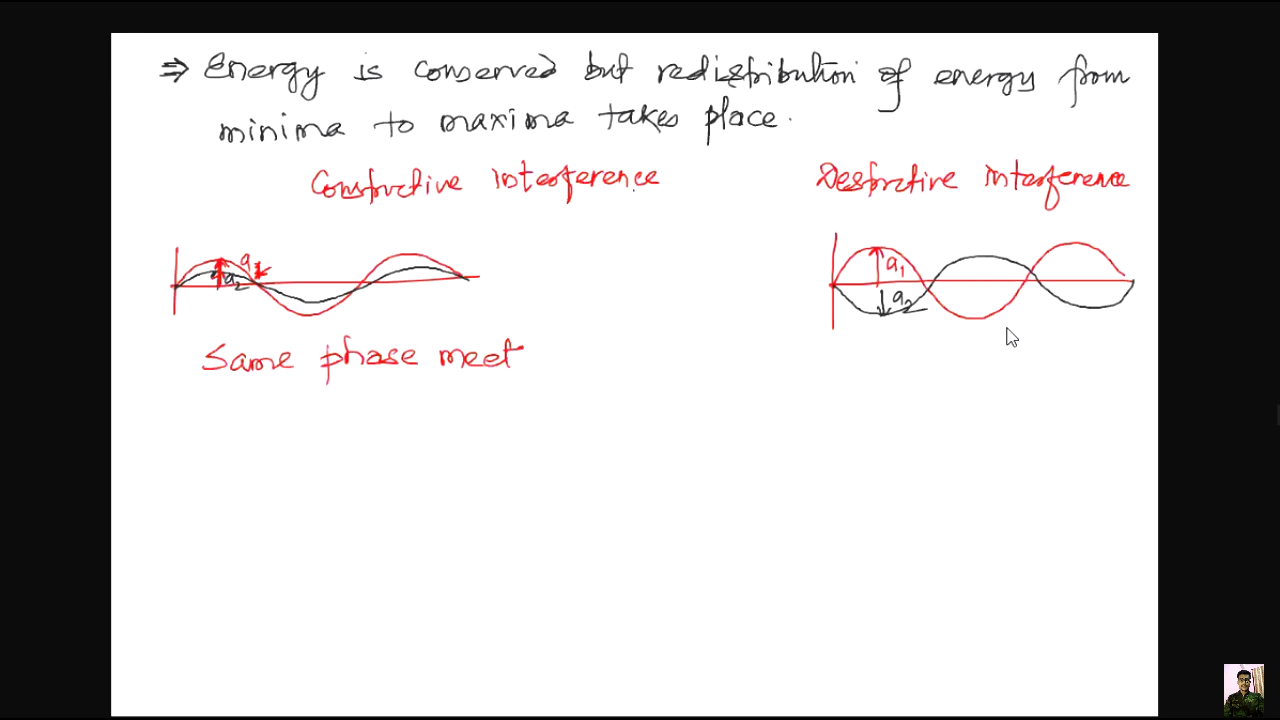 ⇒ Energy is conserved but redistribution of energy from
minima to maxima takes place.
Constructive interference
Destructive interference
a₁
a₂
a₁
a₂
Same phase meet